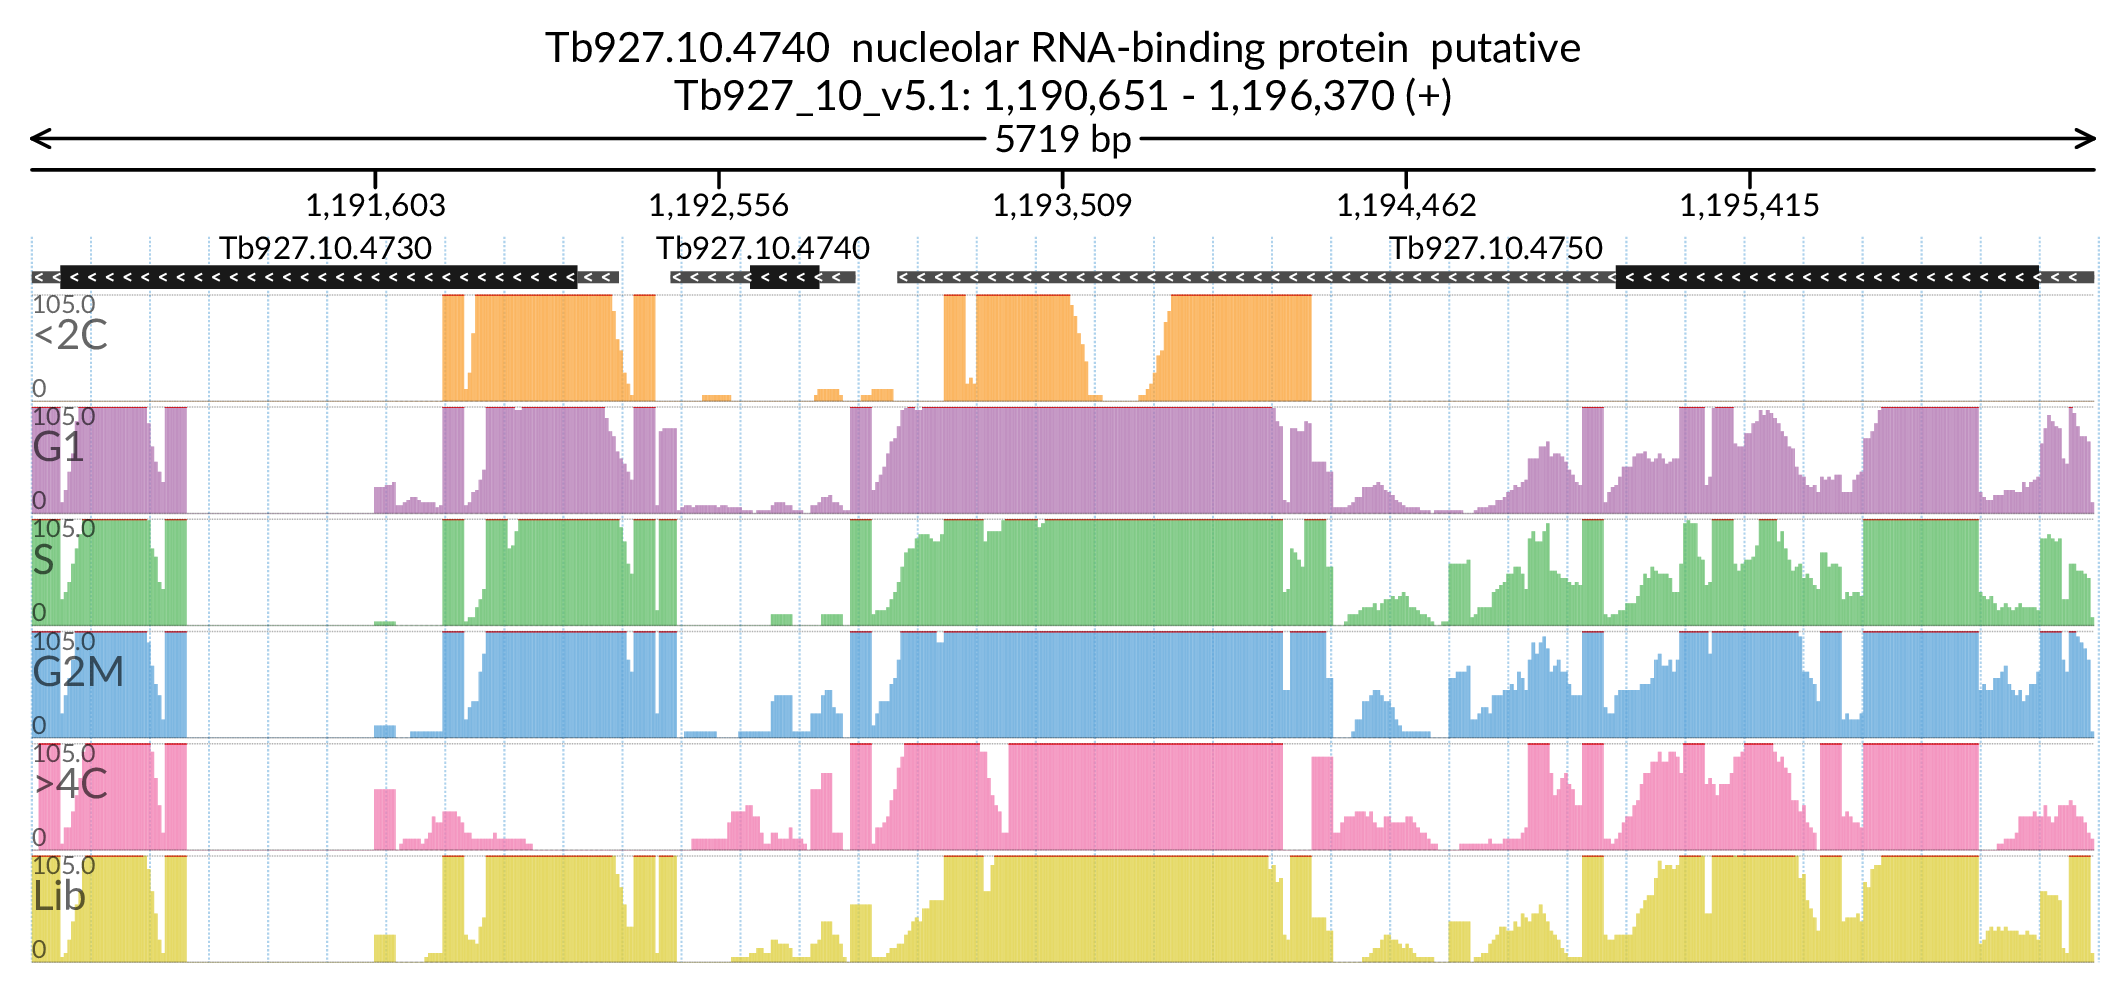 Tb927.10.4740 nucleolar RNA-binding protein putative
Tb927_10_v5.1: 1,190,651 - 1,196,370 (+)
5719 bp
1,191,603 1,192,556 1,193,509 1,194,462 1,195,415
Tb927.10.4730 Tb927.10.4740 Tb927.10.4750
105.0
<2C
0
105.0
G1
0
105.0
S
0
105.0
G2M
0
105.0
>4C
0
105.0
Lib
0